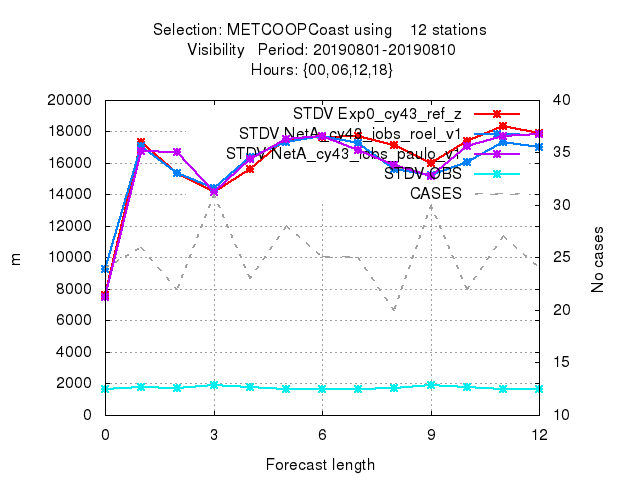 Selection: METCOOPCoast using 12 stations
Visibility Period: 20190801-20190810
Hours: {00,06,12,18}
20000
18000
16000
14000
12000
10000
8000
6000
4000
2000
0
m
STDV Exp0_cy43_ref_z
STDV NetA_cy43_iobs_roel_v1
STDV NetA_cy43_iobs_paulo_v1
STDV OBS
CASES
40
35
30
25
20
15
10
No cases
0 3 6 9 12
Forecast length